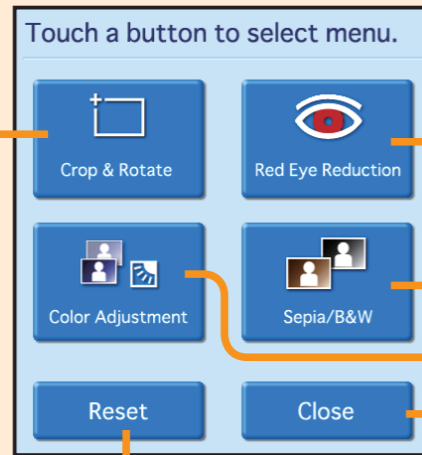 Touch a button to select menu.
Crop & Rotate
Red Eye Reduction
Color Adjustment
Sepia/B&W
Reset
Close